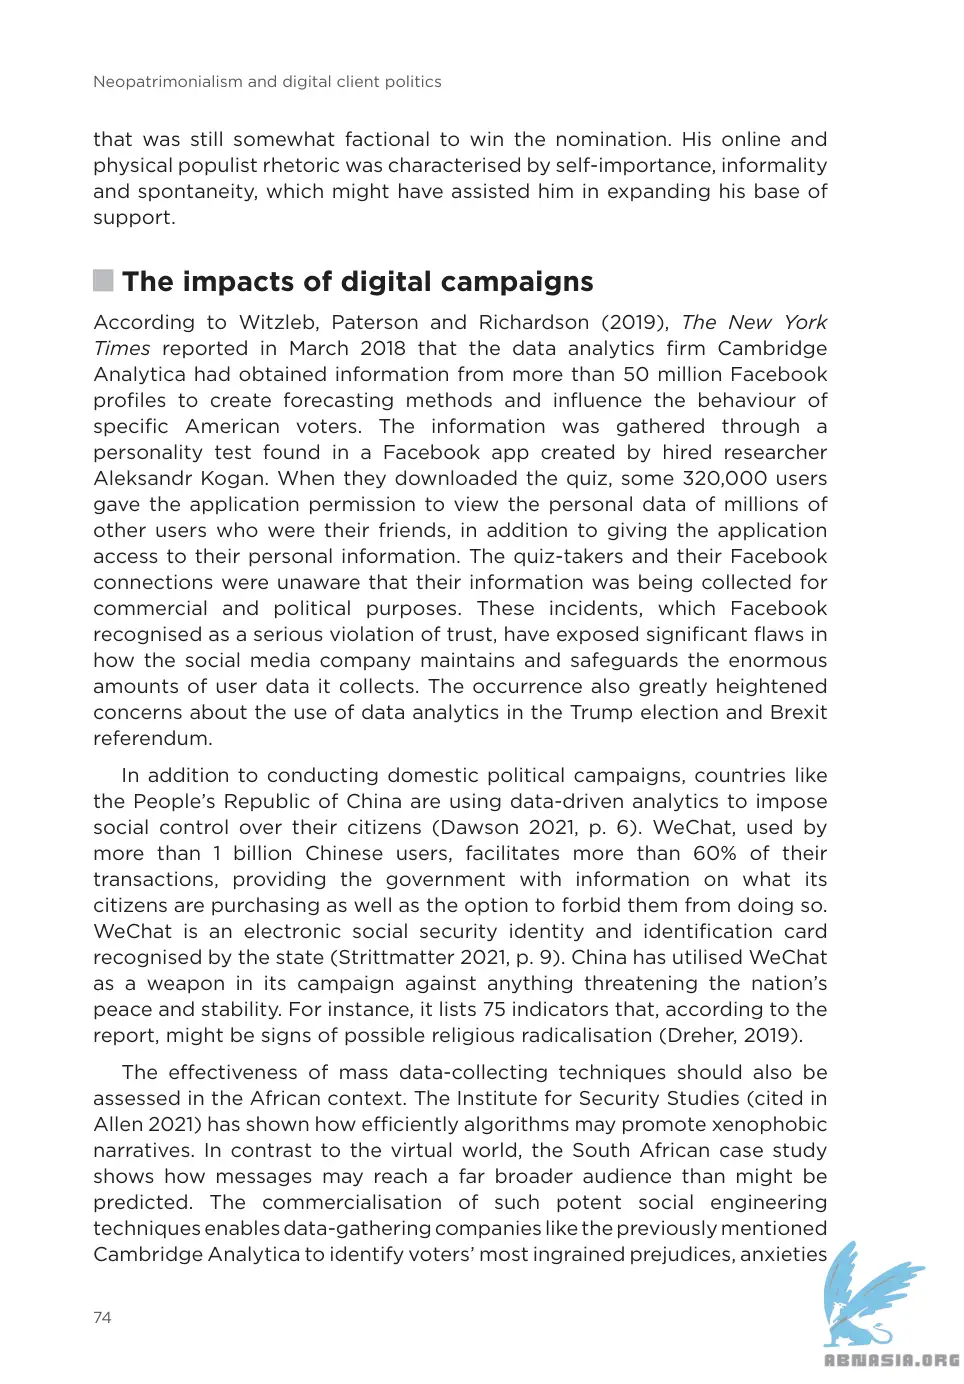 Neopatrimonialism and digital client politics
that was still somewhat factional to win the nomination. His online and
physical populist rhetoric was characterised by self-importance, informality
and spontaneity, which might have assisted him in expanding his base of
support.
The impacts of digital campaigns
According to Witzleb, Paterson and Richardson (2019), The New York
Times reported in March 2018 that the data analytics firm Cambridge
Analytica had obtained information from more than 50 million Facebook
profiles to create forecasting methods and influence the behaviour of
specific American voters. The information was gathered through a
personality test found in a Facebook app created by hired researcher
Aleksandr Kogan. When they downloaded the quiz, some 320,000 users
gave the application permission to view the personal data of millions of
other users who were their friends, in addition to giving the application
access to their personal information. The quiz-takers and their Facebook
connections were unaware that their information was being collected for
commercial and political purposes. These incidents, which Facebook
recognised as a serious violation of trust, have exposed significant flaws in
how the social media company maintains and safeguards the enormous
amounts of user data it collects. The occurrence also greatly heightened
concerns about the use of data analytics in the Trump election and Brexit
referendum.
In addition to conducting domestic political campaigns, countries like
the People's Republic of China are using data-driven analytics to impose
social control over their citizens (Dawson 2021, p. 6). WeChat, used by
more than 1 billion Chinese users, facilitates more than 60% of their
transactions, providing the government with information on what its
citizens are purchasing as well as the option to forbid them from doing so.
WeChat is an electronic social security identity and identification card
recognised by the state (Strittmatter 2021, p. 9). China has utilised WeChat
as a weapon in its campaign against anything threatening the nation's
peace and stability. For instance, it lists 75 indicators that, according to the
report, might be signs of possible religious radicalisation (Dreher, 2019).
The effectiveness of mass data-collecting techniques should also be
assessed in the African context. The Institute for Security Studies (cited in
Allen 2021) has shown how efficiently algorithms may promote xenophobic
narratives. In contrast to the virtual world, the South African case study
shows how messages may reach a far broader audience than might be
predicted. The commercialisation of such potent social engineering
techniques enables data-gathering companies like the previously mentioned
Cambridge Analytica to identify voters' most ingrained prejudices, anxieties
74
ABNASIA.ORG